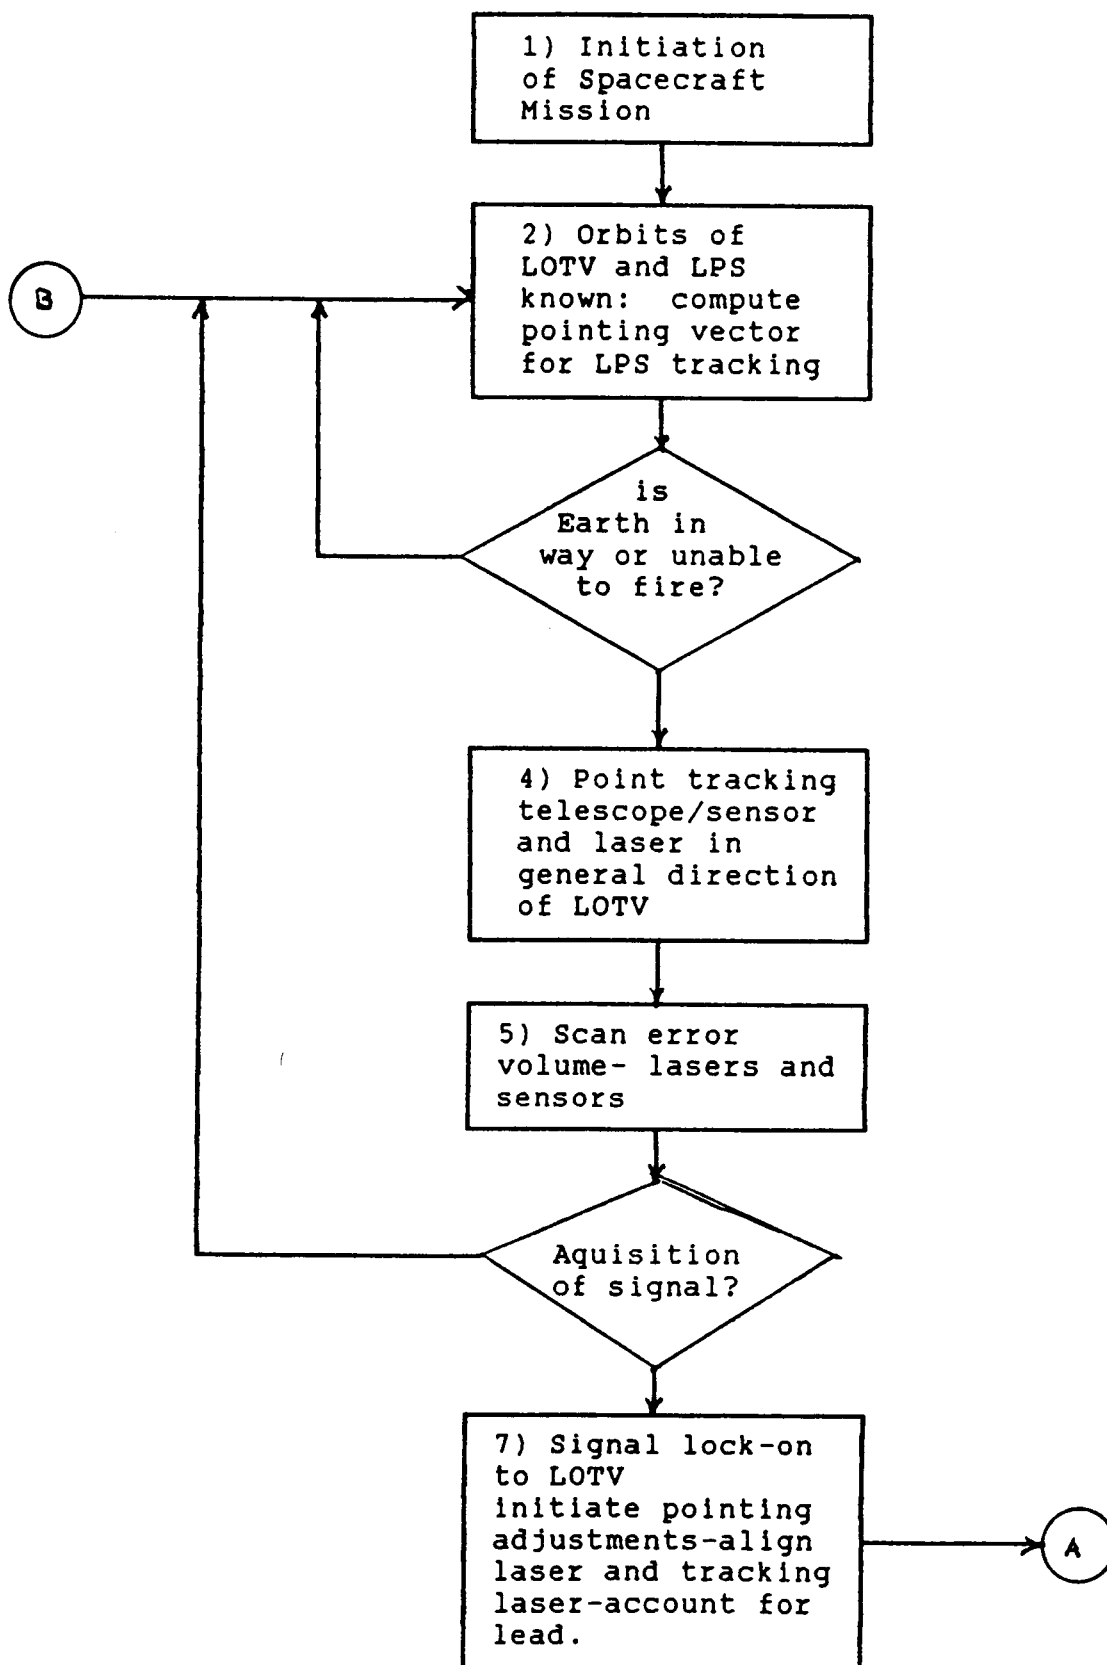 1) Initiation
of Spacecraft
Mission
2) Orbits of
LOTV and LPS
known: compute
pointing vector
for LPS tracking
B
is
Earth in
way or unable
to fire?
4) Point tracking
telescope/sensor
and laser in
general direction
of LOTV
5) Scan error
volume- lasers and
sensors
Aquisition
of signal?
7) Signal lock-on
to LOTV
initiate pointing
adjustments-align
laser and tracking
laser-account for
lead.
A